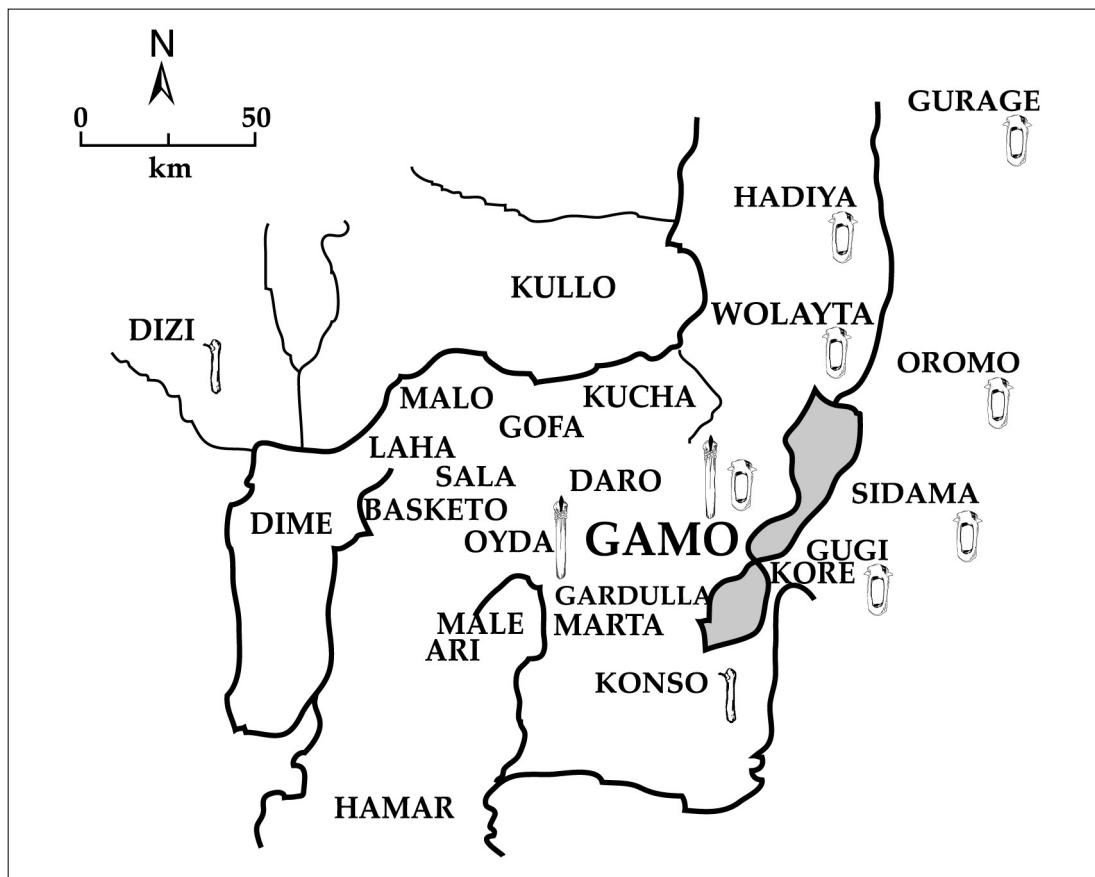 N
0 50
km
GURAGE
HADIYA
KULLO
WOLAYTA
DIZI
OROMO
MALO
KUCHA
GOFA
LAHA
SALA
DARO
SIDAMA
BASKETO
DIME
OYDA
GAMO
GUGI
KORE
GARDULLA
MALE
MARTA
ARI
KONSO
HAMAR